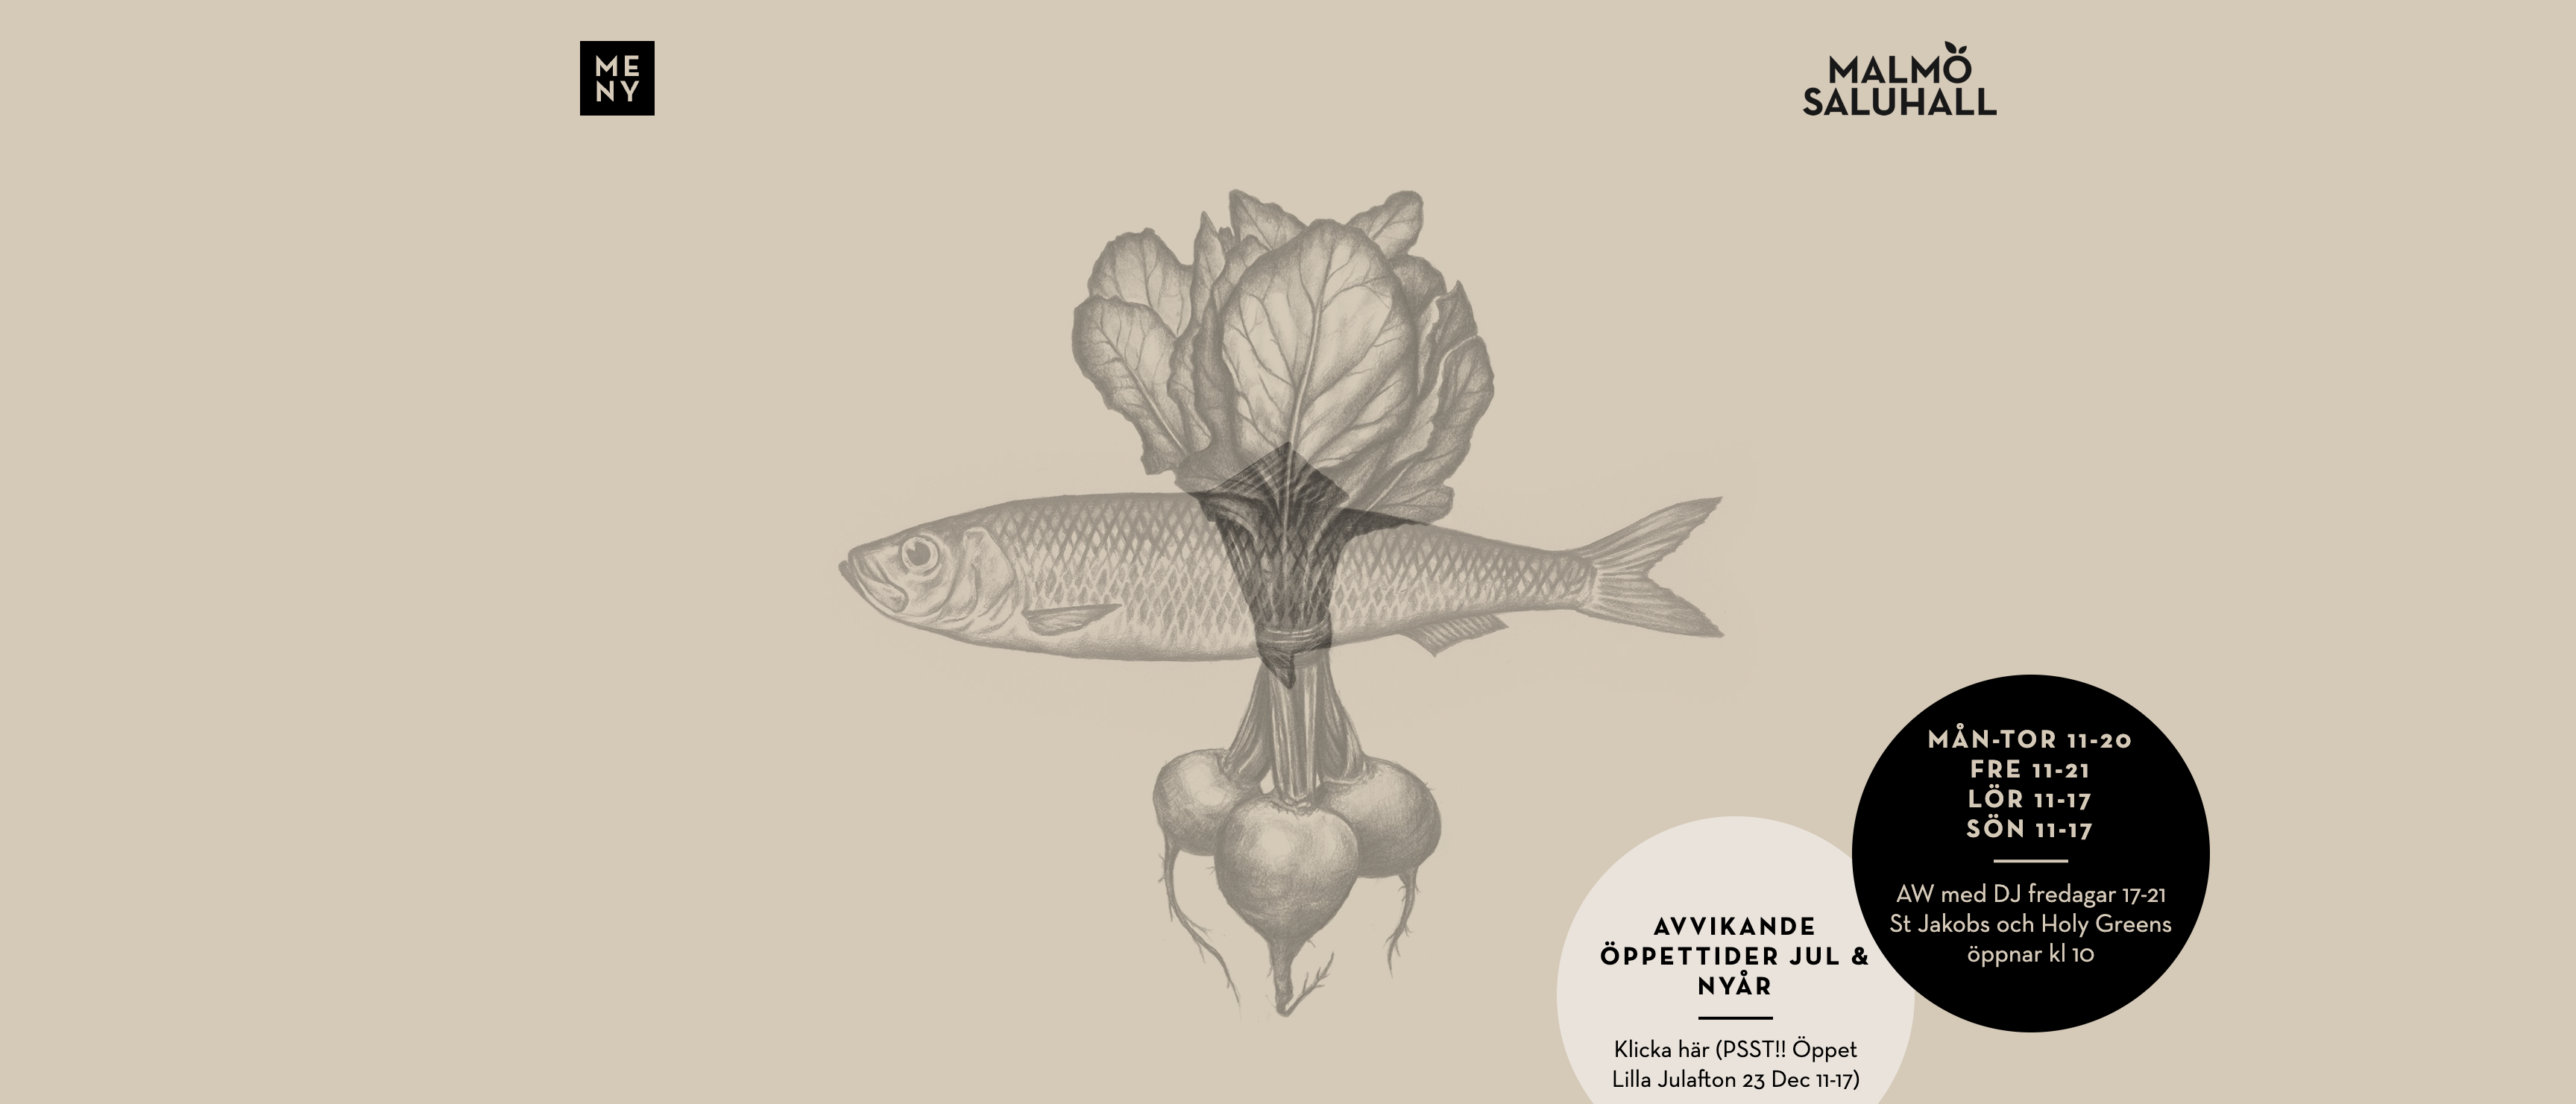 ME
NY
MALMÖ
SALUHALL
MÅN-TOR 11-20
FRE 11-21
LÖR 11-17
SÖN 11-17
AW med DJ fredagar 17-21
St Jakobs och Holy Greens
öppnar kl 10
AVVIKANDE
ÖPPETTIDER JUL &
NYÅR
Klicka här (PSST!! Öppet
Lilla Julafton 23 Dec 11-17)